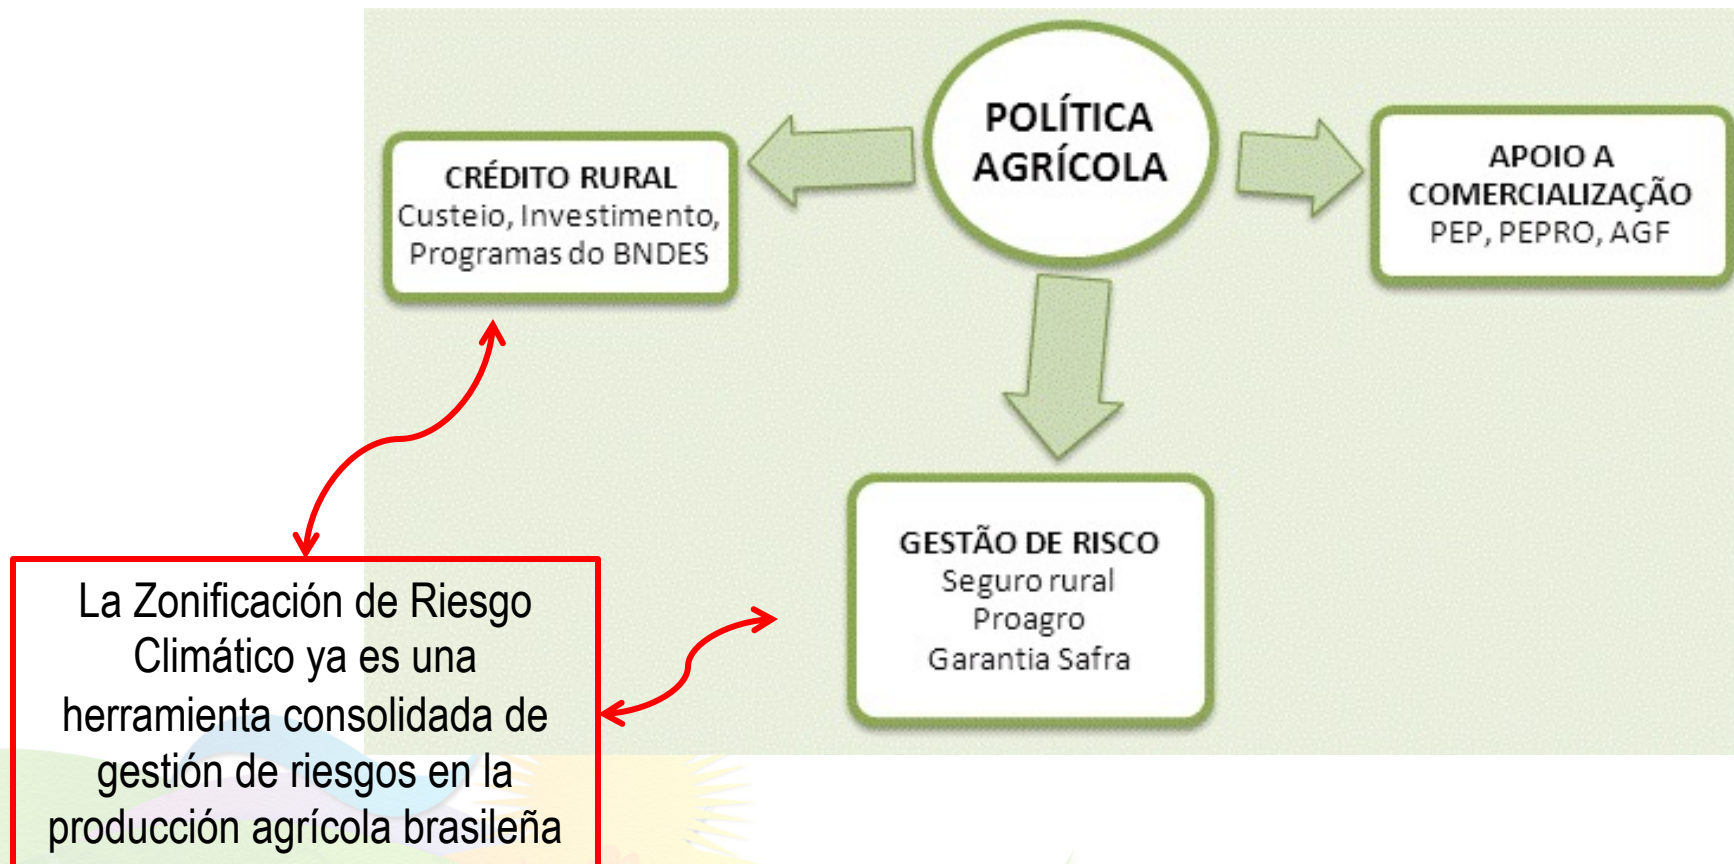 POLÍTICA
AGRÍCOLA
CRÉDITO RURAL
Custeio, Investimento,
Programas do BNDES
APOIO A
COMERCIALIZAÇÃO
PEP, PEPRO, AGF
GESTÃO DE RISCO
Seguro rural
Proagro
Garantia Safra
La Zonificación de Riesgo
Climático ya es una
herramienta consolidada de
gestión de riesgos en la
producción agrícola brasileña